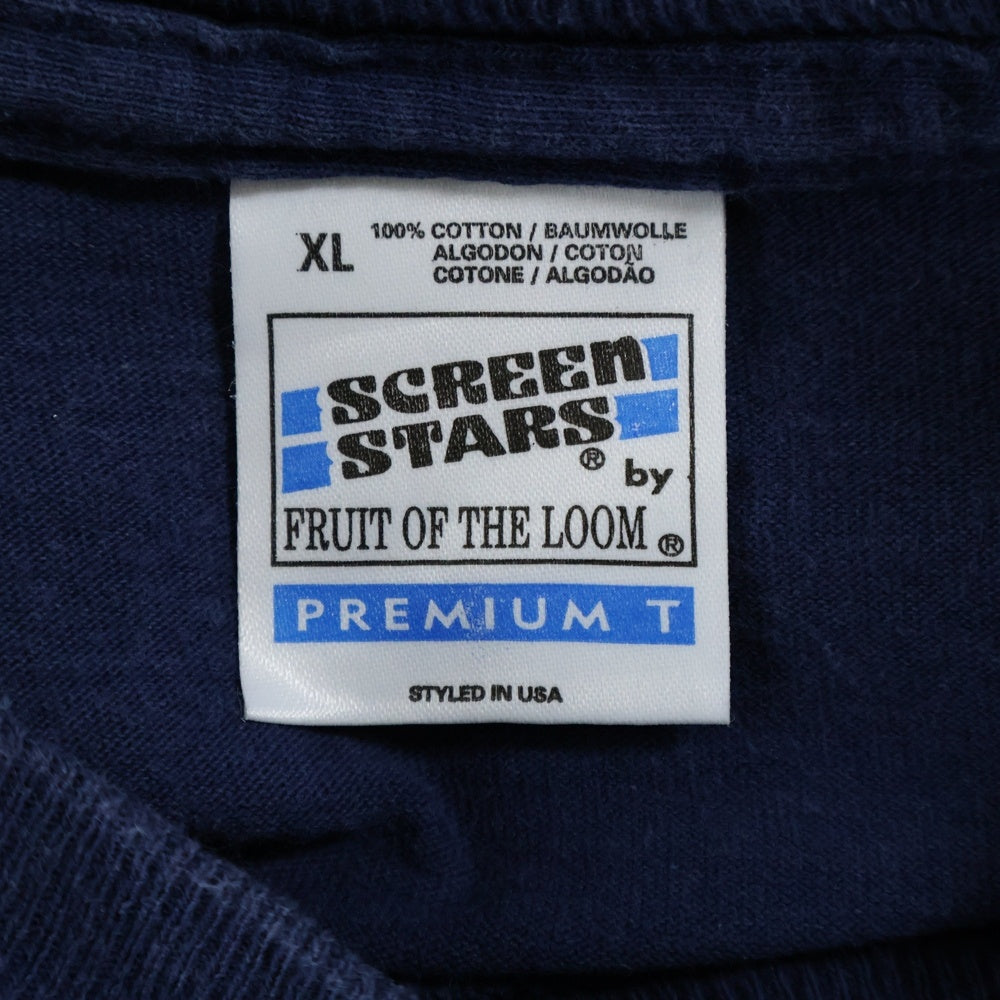 XL
100% COTTON / BAUMWOLLE
ALGODON / COTON
COTONE / ALGODÃO
SCREEN
STARS®
by
FRUIT OF THE LOOM ®
PREMIUM T
STYLED IN USA